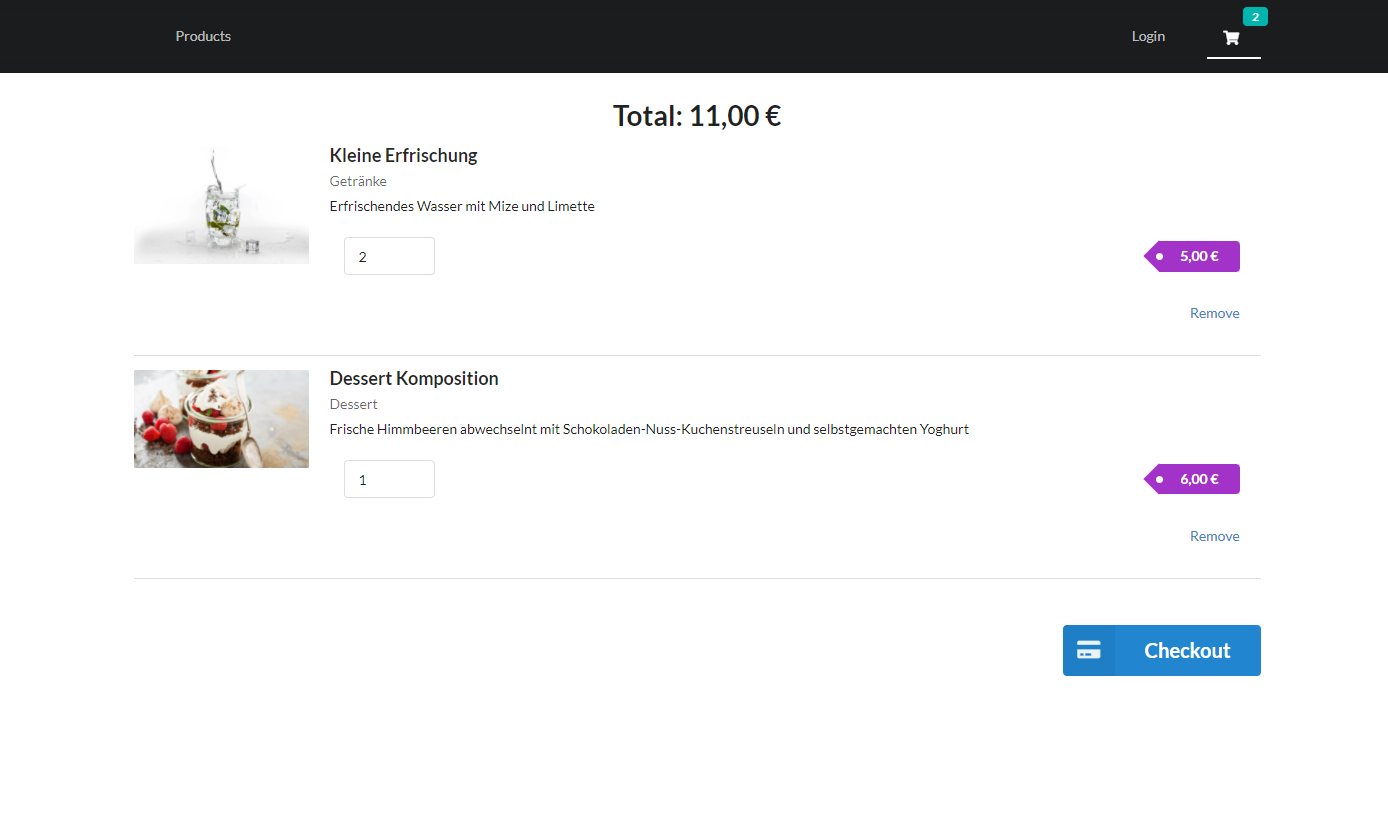 Products
Login
2
Total: 11,00 €
Kleine Erfrischung
Getränke
Erfrischendes Wasser mit Mize und Limette
2
5,00 €
Remove
Dessert Komposition
Dessert
Frische Himmbeeren abwechselnt mit Schokoladen-Nuss-Kuchenstreuseln und selbstgemachten Yoghurt
1
6,00 €
Remove
Checkout